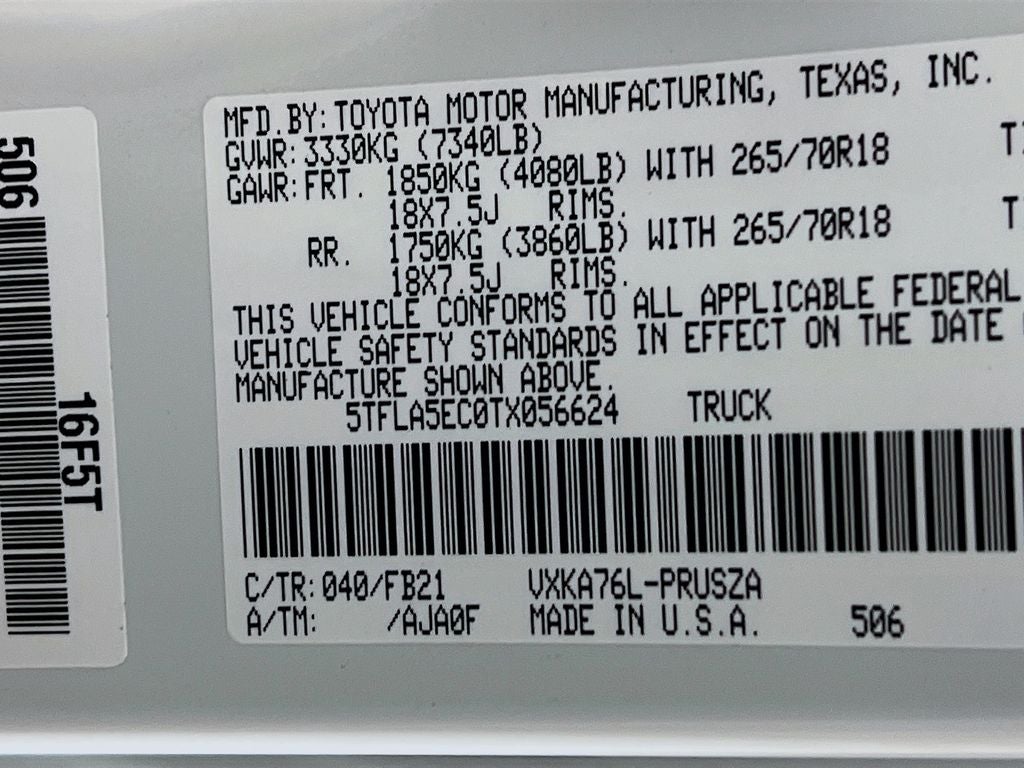 MFD.BY:TOYOTA MOTOR MANUFACTURING, TEXAS, INC.
GVWR:3330KG (7340LB)
GAWR:FRT. 1850KG (4080LB) WITH 265/70R18
18X7.5J RIMS.
RR. 1750KG (3860LB) WITH 265/70R18
18X7.5J RIMS.
THIS VEHICLE CONFORMS TO ALL APPLICABLE FEDERAL
VEHICLE SAFETY STANDARDS IN EFFECT ON THE DATE
MANUFACTURE SHOWN ABOVE.
5TFLA5EC0TX056624 TRUCK
C/TR:040/FB21 VXKA76L-PRUSZA
A/TM: /AJA0F MADE IN U.S.A. 506
506
16F5T